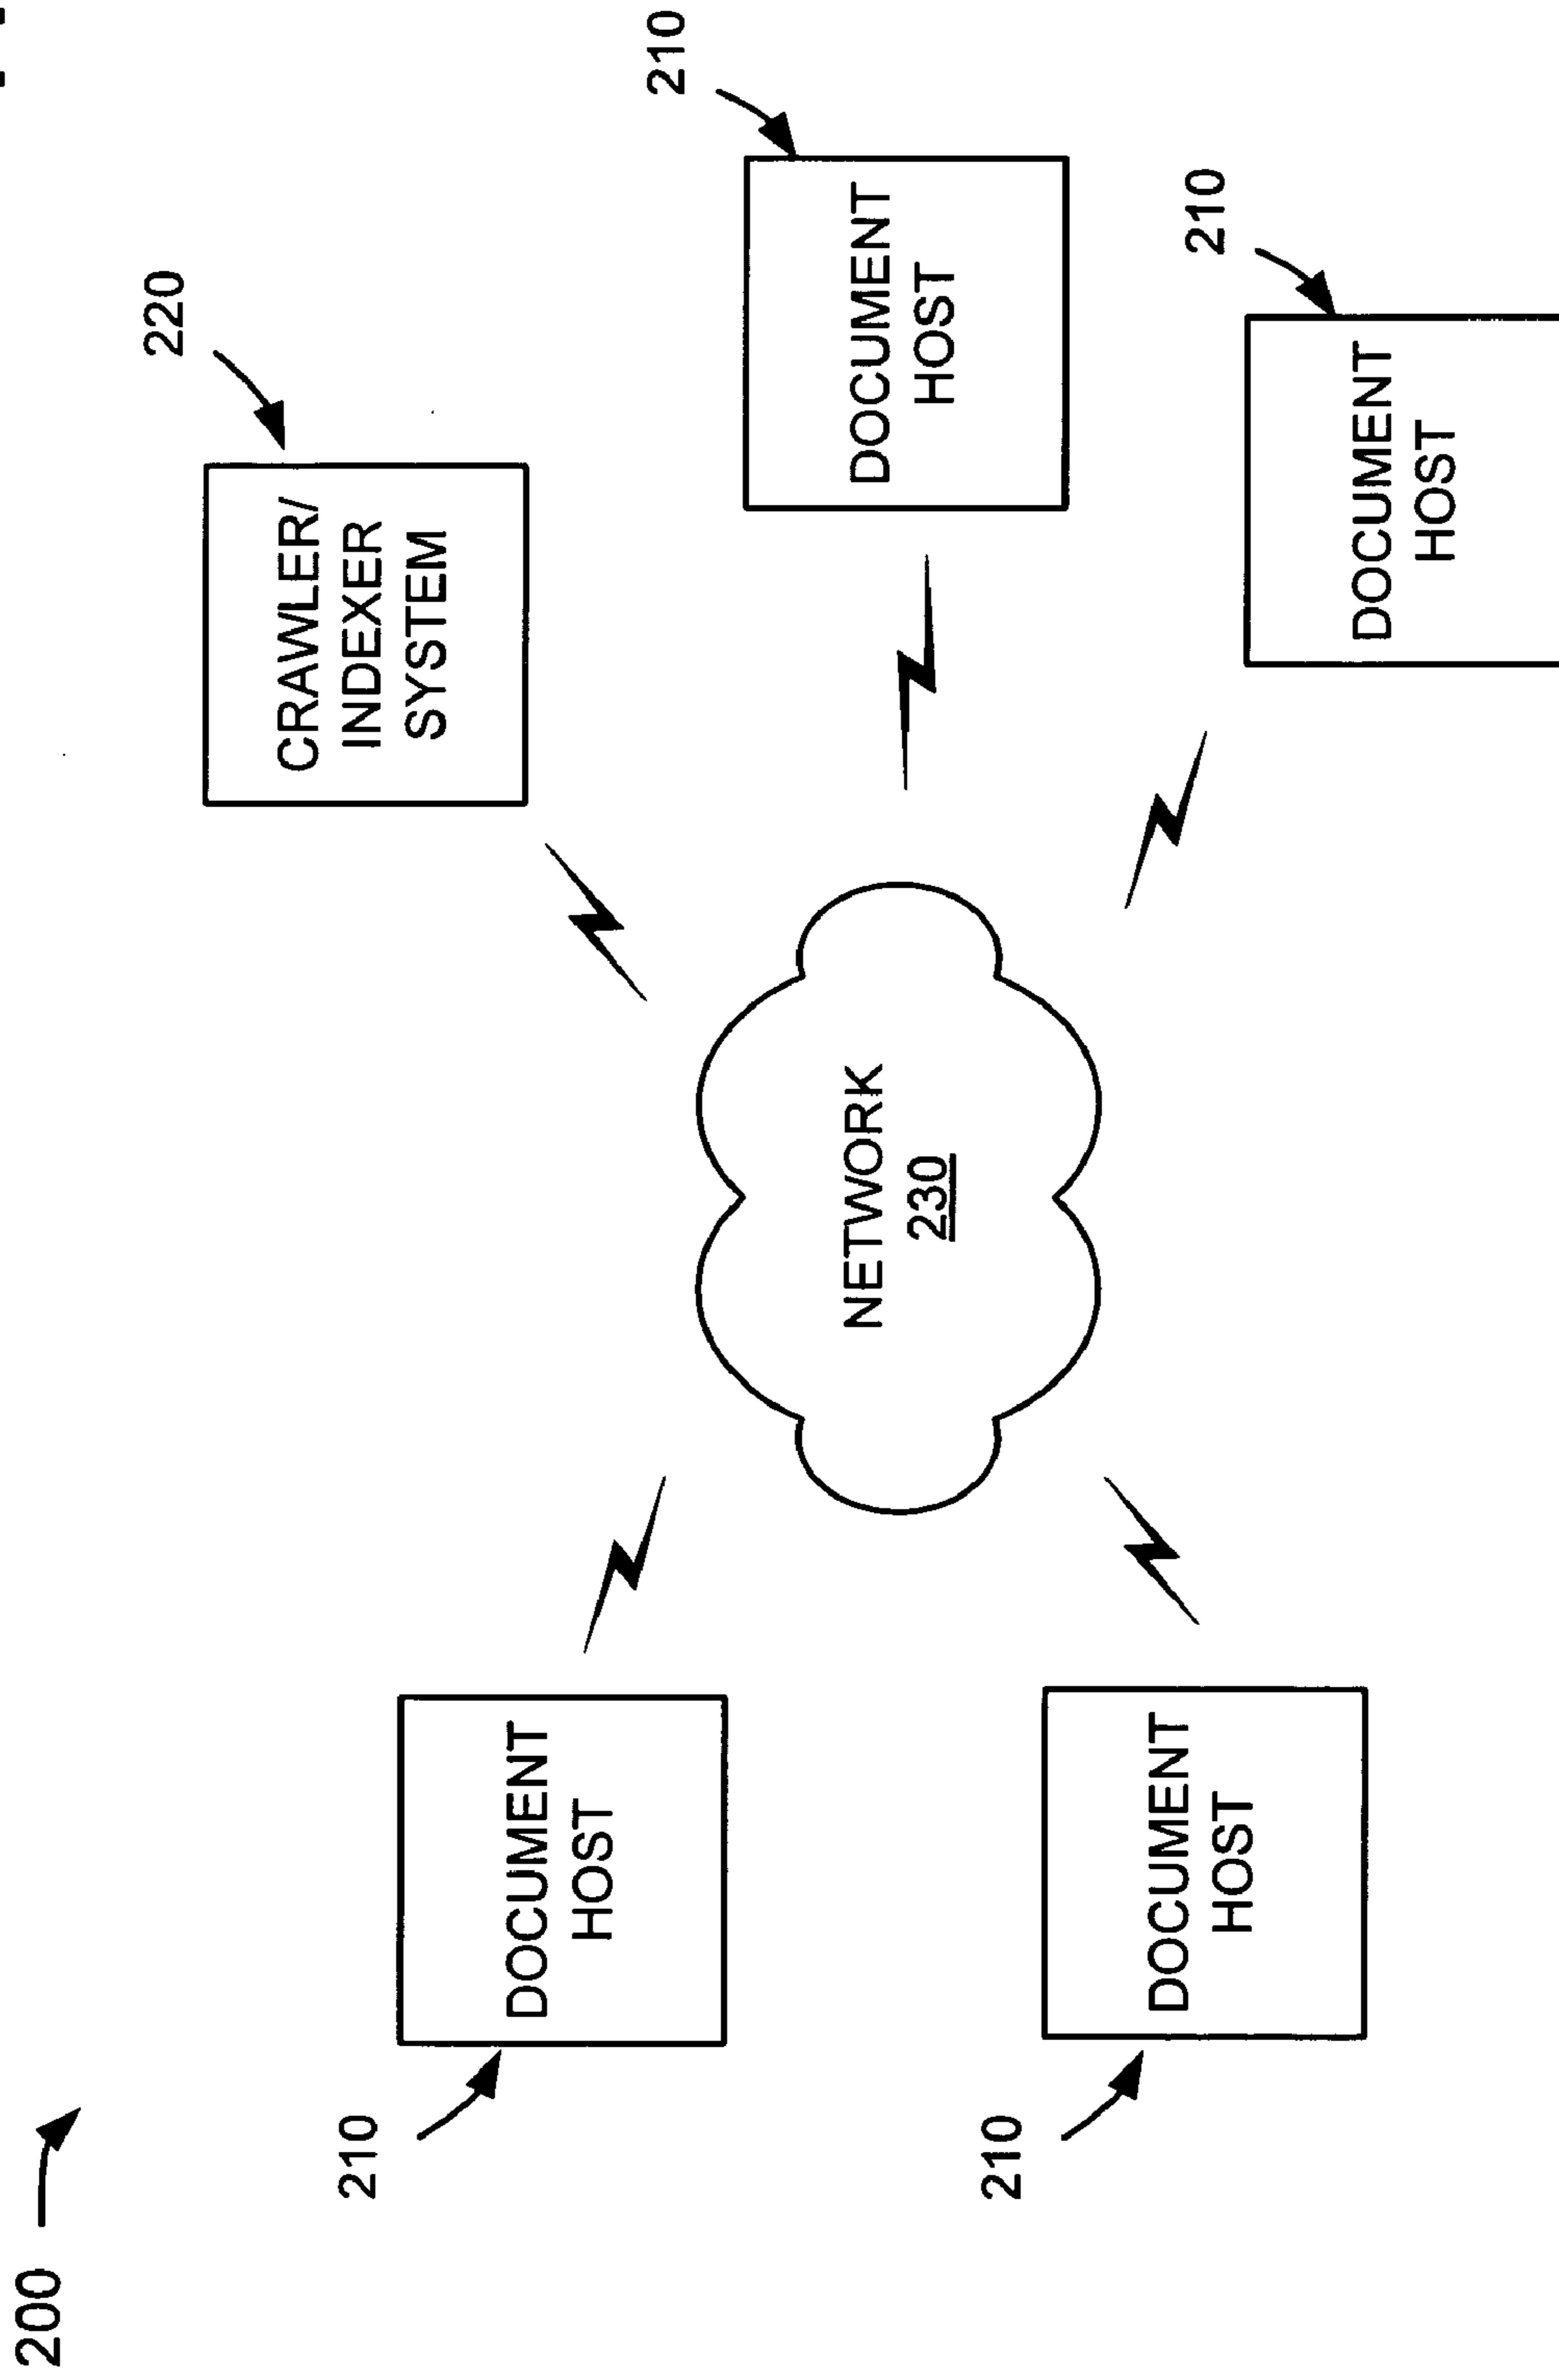 200
220
CRAWLER/
INDEXER
SYSTEM
210
DOCUMENT
HOST
210
DOCUMENT
HOST
NETWORK
230
210
DOCUMENT
HOST
210
DOCUMENT
HOST